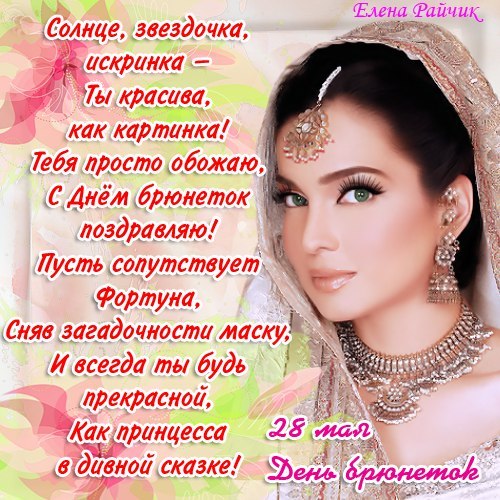 Елена Райчик
Солнце, звездочка,
искринка –
Ты красива,
как картинка!
Тебя просто обожаю,
С Днём брюнеток
поздравляю!
Пусть сопутствует
Фортуна,
Сняв загадочности маску,
И всегда ты будь
прекрасной,
Как принцесса
в дивной сказке!
28 мая
День брюнеток